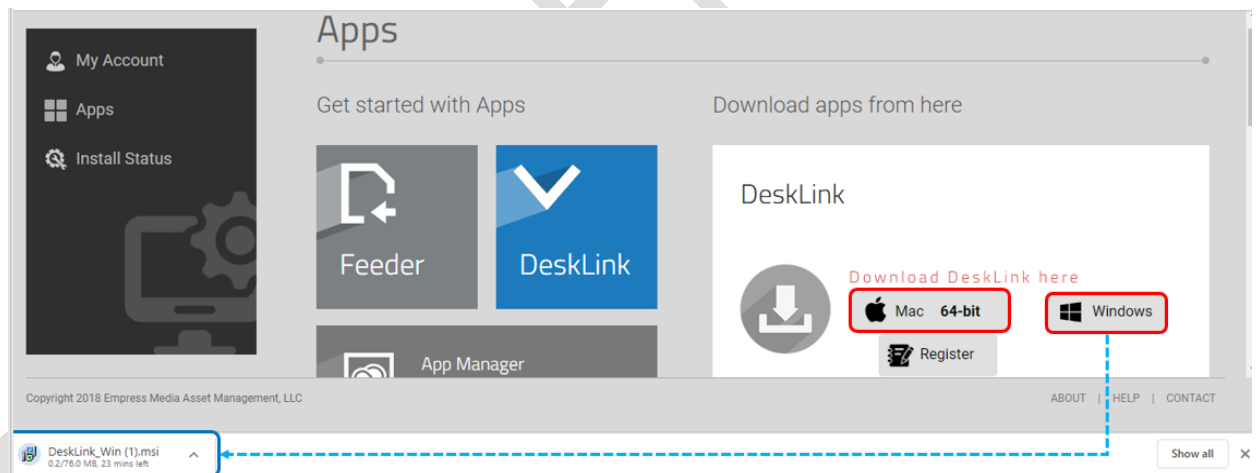 Apps
My Account
Apps
Install Status
Get started with Apps
Download apps from here
Feeder
DeskLink
App Manager
DeskLink
Download DeskLink here
Mac 64-bit
Windows
Register
Copyright 2018 Empress Media Asset Management, LLC
ABOUT | HELP | CONTACT
DeskLink_Win (1).msi
0.2/76.0 MB, 23 mins left
Show all